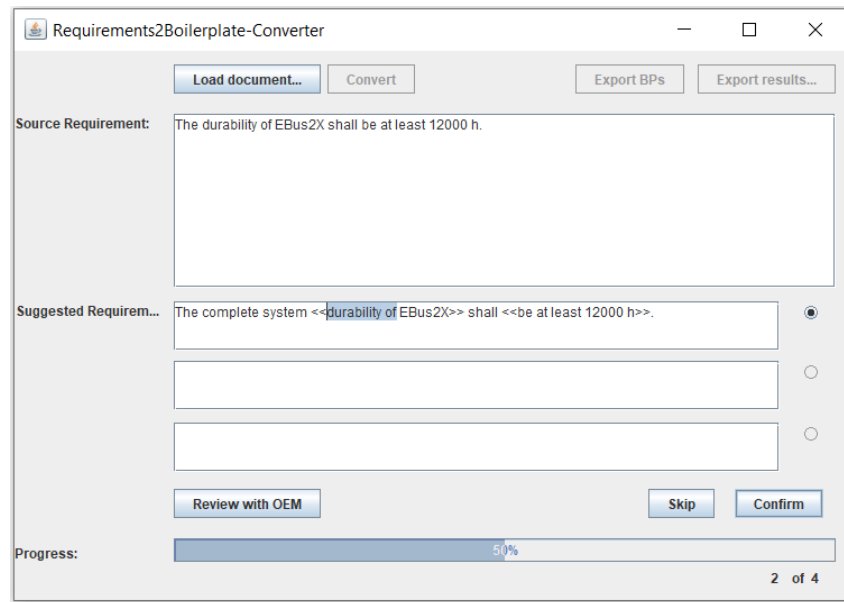 Requirements2Boilerplate-Converter
Load document... Convert Export BPs Export results...
Source Requirement: The durability of EBus2X shall be at least 12000 h.
Suggested Requirem... The complete system <<durability of EBus2X>> shall <<be at least 12000 h>>.
Review with OEM Skip Confirm
Progress: 50%
2 of 4